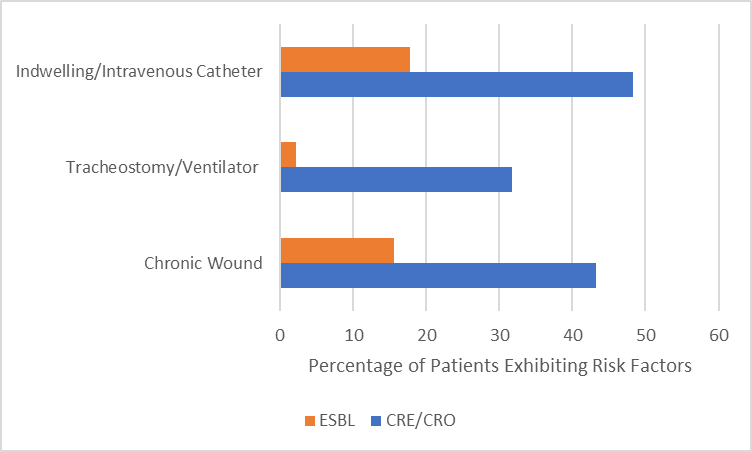 Indwelling/Intravenous Catheter
Tracheostomy/Ventilator
Chronic Wound
0 10 20 30 40 50 60
Percentage of Patients Exhibiting Risk Factors
ESBL CRE/CRO